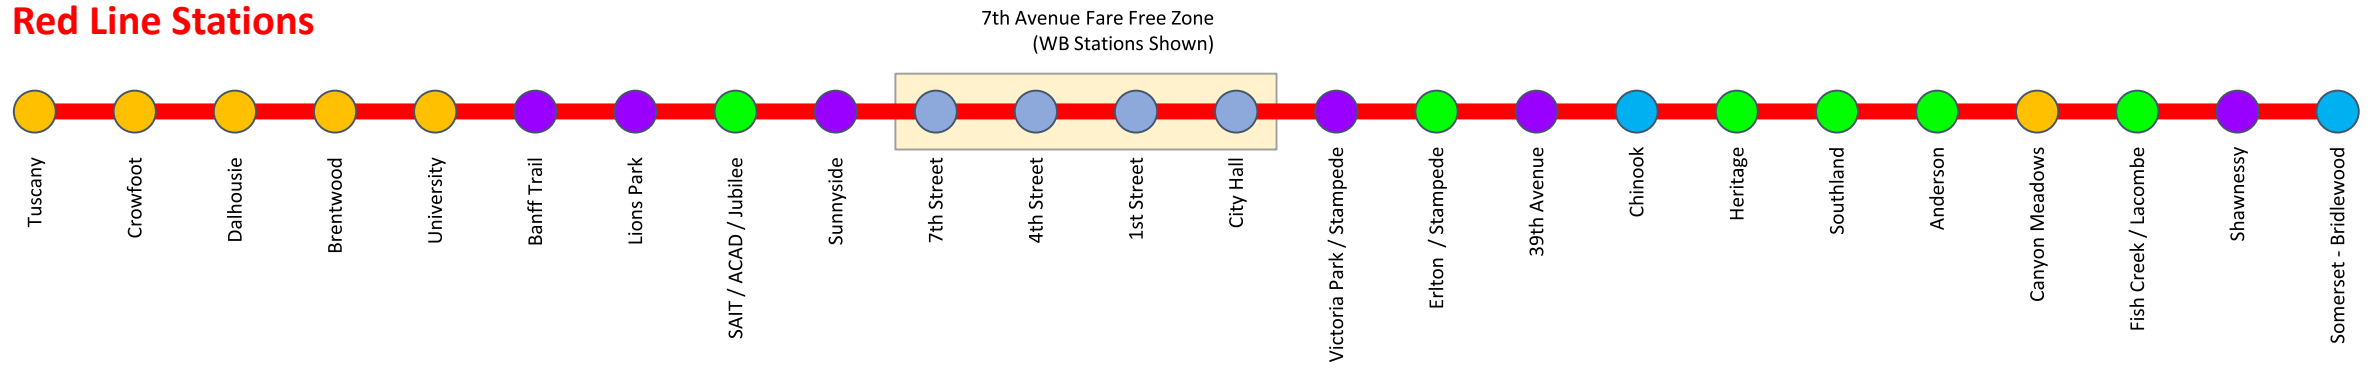 Red Line Stations
7th Avenue Fare Free Zone
(WB Stations Shown)
Tuscany
Crowfoot
Dalhousie
Brentwood
University
Banff Trail
Lions Park
SAIT / ACAD / Jubilee
Sunnyside
7th Street
4th Street
1st Street
City Hall
Victoria Park / Stampede
Erlton / Stampede
39th Avenue
Chinook
Heritage
Southland
Anderson
Canyon Meadows
Fish Creek / Lacombe
Shawnessy
Somerset - Bridlewood